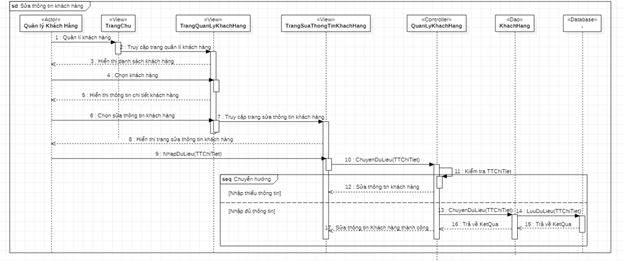 sd Sửa thông tin khách hàng
«Actor»
Quản lý Khách Hàng
«View»
TrangChu
«View»
TrangQuanLyKhachHang
«View»
TrangSuaThongTinKhachHang
«Controller»
QuanLyKhachHang
«Dao»
KhachHang
«Database»
1 : Quản lí khách hàng
2 : Truy cập trang quản lí khách hàng
3 : Hiển thị danh sách khách hàng
4 : Chọn khách hàng
5 : Hiển thị thông tin chi tiết khách hàng
6 : Chọn sửa thông tin khách hàng
7 : Truy cập trang sửa thông tin khách hàng
8 : Hiển thị trang sửa thông tin khách hàng
9 : NhapDuLieu(TTChiTiet)
10 : ChuyenDuLieu(TTChiTiet)
11 : Kiểm tra TTChiTiet
seq Chuyển hướng
[Nhập thiếu thông tin]
12 : Sửa thông tin khách hàng
[Nhập đủ thông tin]
13 : ChuyenDuLieu(TTChiTiet)
14 : LuuDuLieu(TTChiTiet)
15 : Trả về KetQua
16 : Trả về KetQua
17 : Sửa thông tin Khách hàng thành công